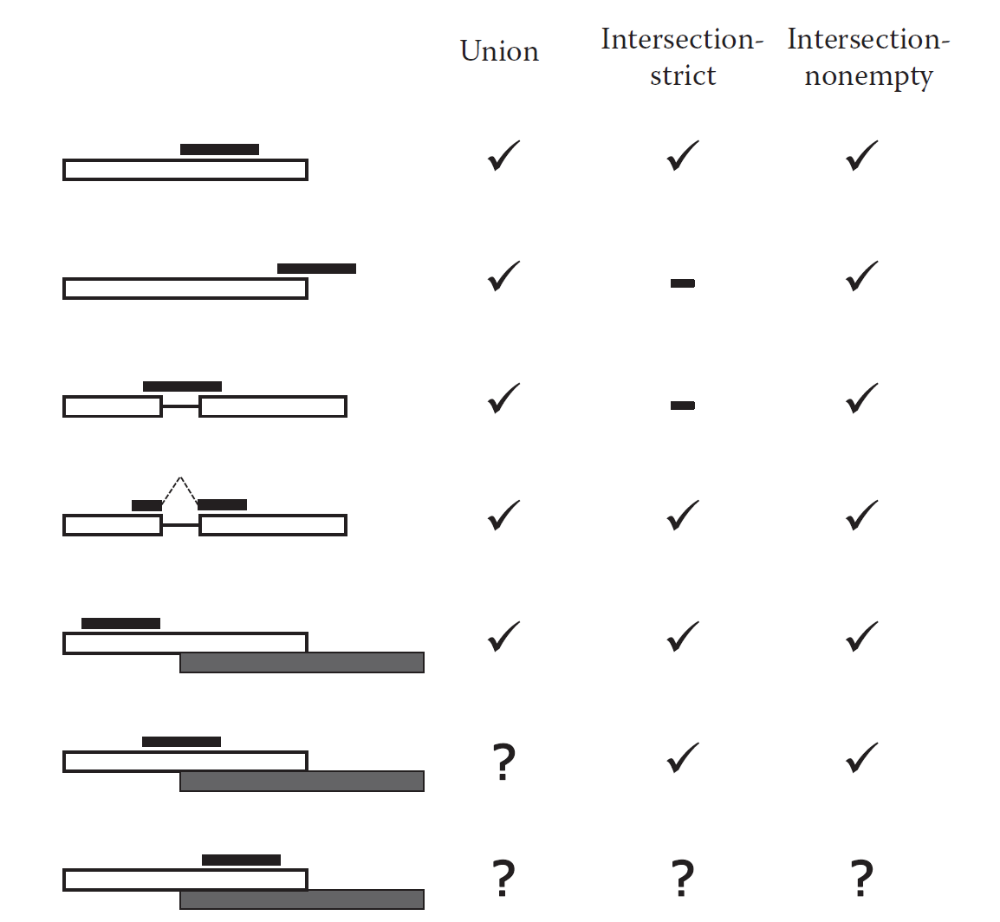 Union
Intersection-
strict
Intersection-
nonempty
?
? ? ?